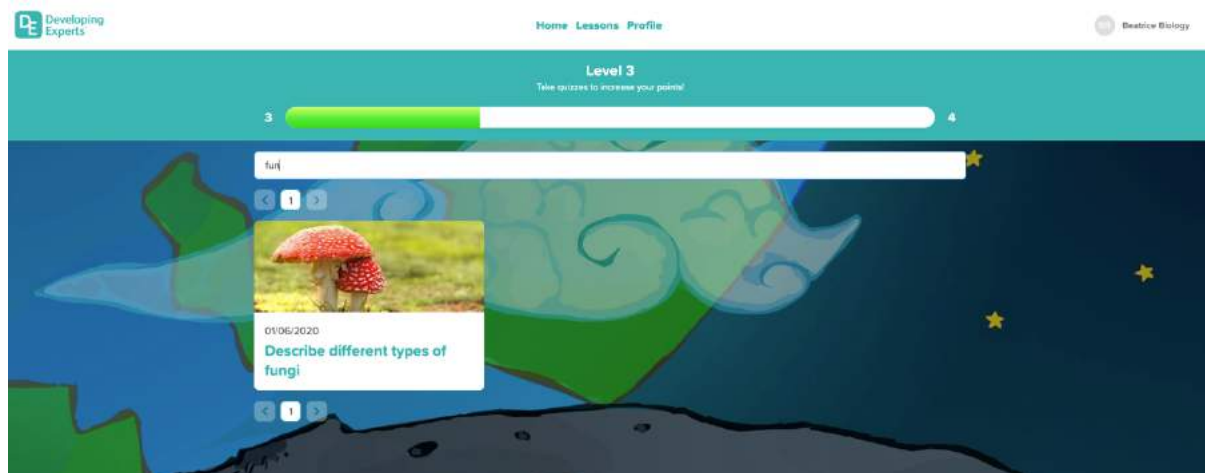 Developing
Experts
Home Lessons Profile
Beatrice Biology
Level 3
Take quizzes to increase your points!
3
4
fun
1
01/06/2020
Describe different types of
fungi
1